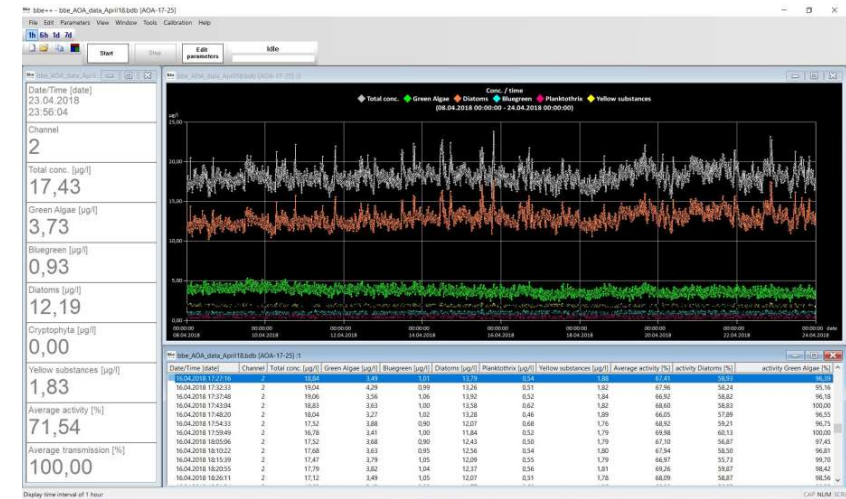 bbe++ - bbe_AOA_data_April18.bdb [AOA-17-25]
File Edit Parameters View Window Tools Calibration Help
1h 6h 1d 7d
Start Stop Edit parameters Idle
Date/Time [date]
23.04.2018
23:56:04
Channel
2
Total conc. [µg/l]
17,43
Green Algae [µg/l]
3,73
Bluegreen [µg/l]
0,93
Diatoms [µg/l]
12,19
Cryptophyta [µg/l]
0,00
Yellow substances [µg/l]
1,83
Average activity [%]
71,54
Average transmission [%]
100,00
Conc. / time
Total conc. Green Algae Diatoms Bluegreen Planktothrix Yellow substances
(08.04.2018 00:00:00 - 24.04.2018 00:00:00)
µg/l
25,00
20,00
15,00
10,00
5,00
0,00
00:00:00 00:00:00 00:00:00 00:00:00 00:00:00 00:00:00 00:00:00 00:00:00 00:00:00 date
08.04.2018 10.04.2018 12.04.2018 14.04.2018 16.04.2018 18.04.2018 20.04.2018 22.04.2018 24.04.2018
bbe_AOA_data_April18.bdb [AOA-17-25] :1
Date/Time [date] Channel Total conc. [µg/l] Green Algae [µg/l] Bluegreen [µg/l] Diatoms [µg/l] Planktothrix [µg/l] Yellow substances [µg/l] Average activity [%] activity Diatoms [%] activity Green Algae [%]
16.04.2018 17:27:16 2 18,84 3,49 1,01 13,79 0,54 1,88 67,41 58,93 96,39
16.04.2018 17:32:33 2 19,04 4,29 0,99 13,26 0,51 1,82 67,96 58,24 95,16
16.04.2018 17:37:48 2 19,06 3,56 1,06 13,92 0,52 1,84 66,92 58,82 96,18
16.04.2018 17:43:04 2 18,83 3,63 1,00 13,58 0,62 1,82 68,60 58,83 100,00
16.04.2018 17:48:20 2 18,04 3,27 1,02 13,28 0,46 1,89 66,05 57,89 96,55
16.04.2018 17:54:33 2 17,52 3,88 0,90 12,07 0,68 1,76 68,92 59,21 96,75
16.04.2018 17:59:49 2 16,78 3,41 1,00 11,84 0,52 1,79 69,98 60,13 100,00
16.04.2018 18:05:06 2 17,52 3,68 0,90 12,43 0,50 1,79 67,10 56,87 97,45
16.04.2018 18:10:22 2 17,68 3,63 0,95 12,56 0,54 1,80 67,94 58,50 96,81
16.04.2018 18:15:39 2 17,47 3,79 1,05 12,09 0,55 1,79 66,97 55,73 99,70
16.04.2018 18:20:55 2 17,79 3,82 1,04 12,37 0,56 1,81 69,26 59,87 98,42
16.04.2018 18:26:11 2 17,12 3,49 1,05 12,07 0,51 1,78 68,09 58,87 98,56
Display time interval of 1 hour
CAP NUM SCR